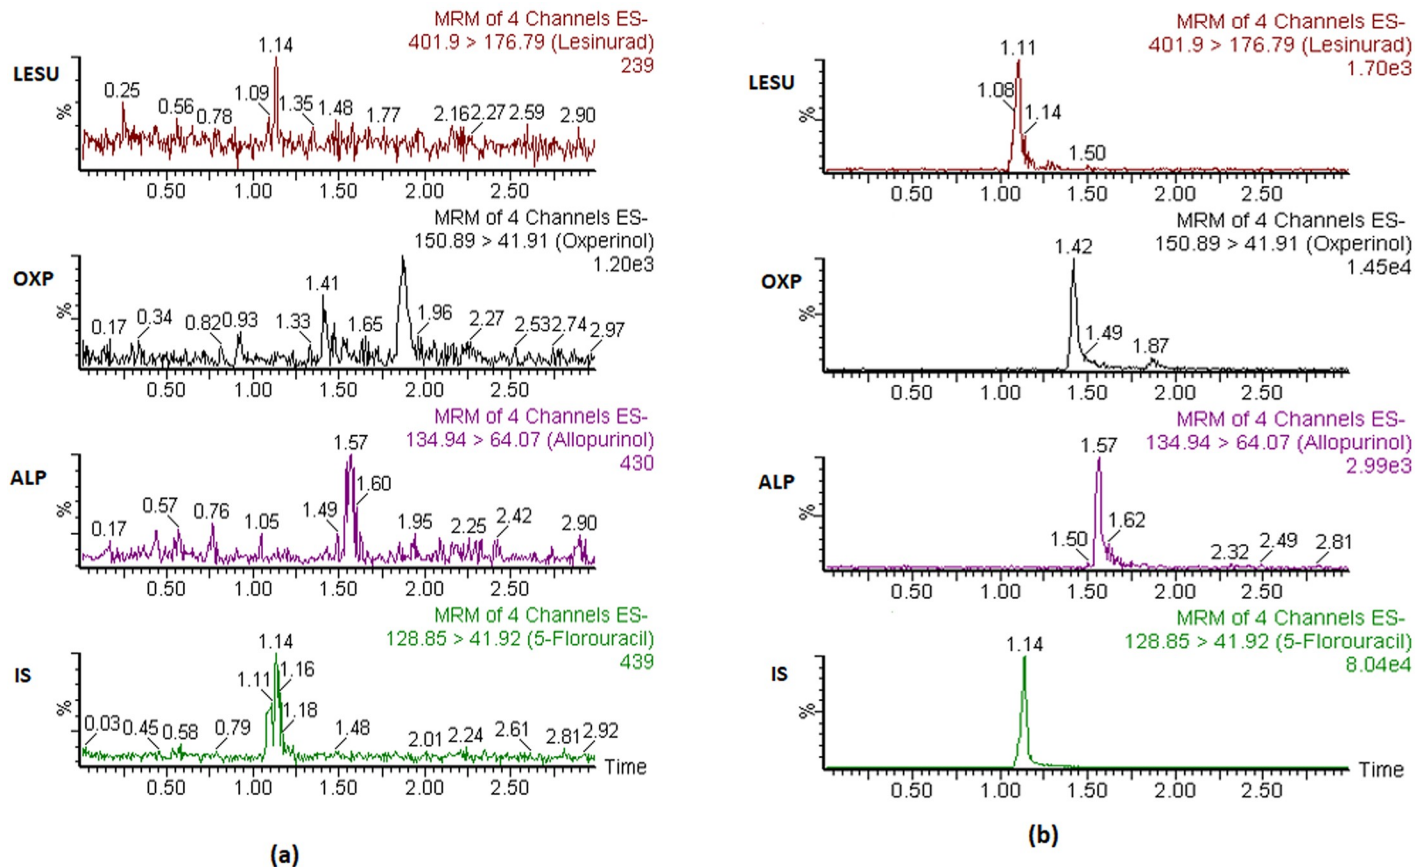 MRM of 4 Channels ES-
401.9 > 176.79 (Lesinurad)
239
LESU
%
0.25
0.56
0.78
1.09
1.14
1.35
1.48
1.77
2.16
2.27
2.59
2.90
0.50 1.00 1.50 2.00 2.50
MRM of 4 Channels ES-
150.89 > 41.91 (Oxperinol)
1.20e3
OXP
%
0.17
0.34
0.82
0.93
1.33
1.41
1.65
1.96
2.27
2.53
2.74
2.97
0.50 1.00 1.50 2.00 2.50
MRM of 4 Channels ES-
134.94 > 64.07 (Allopurinol)
430
ALP
%
0.17
0.57
0.76
1.05
1.49
1.57
1.60
1.95
2.25
2.42
2.90
0.50 1.00 1.50 2.00 2.50
MRM of 4 Channels ES-
128.85 > 41.92 (5-Florouracil)
439
IS
%
0.03
0.45
0.58
0.79
1.11
1.14
1.16
1.18
1.48
2.01
2.24
2.61
2.81
2.92
Time
0.50 1.00 1.50 2.00 2.50
(a)
MRM of 4 Channels ES-
401.9 > 176.79 (Lesinurad)
1.70e3
LESU
%
1.08
1.11
1.14
1.50
0.50 1.00 1.50 2.00 2.50
MRM of 4 Channels ES-
150.89 > 41.91 (Oxperinol)
1.45e4
OXP
%
1.42
1.49
1.87
0.50 1.00 1.50 2.00 2.50
MRM of 4 Channels ES-
134.94 > 64.07 (Allopurinol)
2.99e3
ALP
%
1.50
1.57
1.62
2.32
2.49
2.81
0.50 1.00 1.50 2.00 2.50
MRM of 4 Channels ES-
128.85 > 41.92 (5-Florouracil)
8.04e4
IS
%
1.14
Time
0.50 1.00 1.50 2.00 2.50
(b)